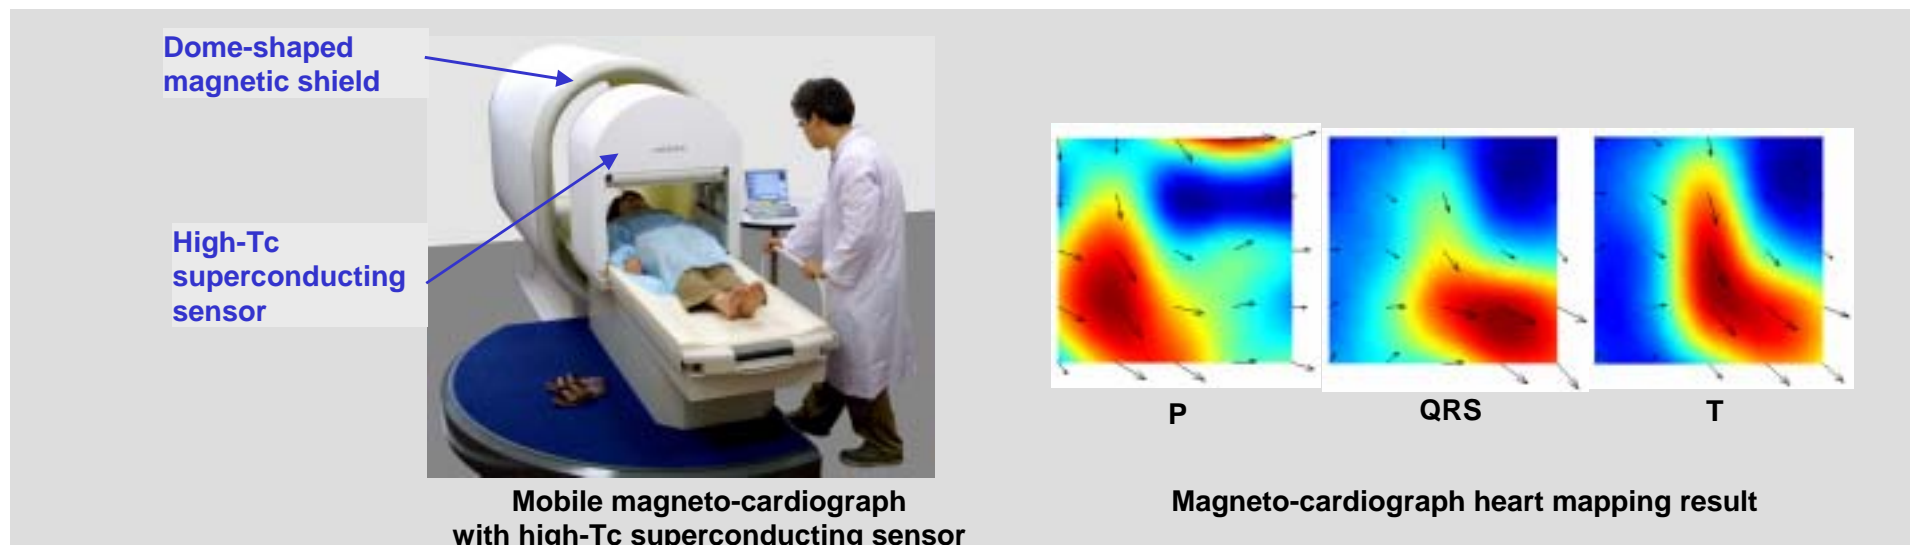 Dome-shaped
magnetic shield
High-Tc
superconducting
sensor
P
QRS
T
Mobile magneto-cardiograph
with high-Tc superconducting sensor
Magneto-cardiograph heart mapping result